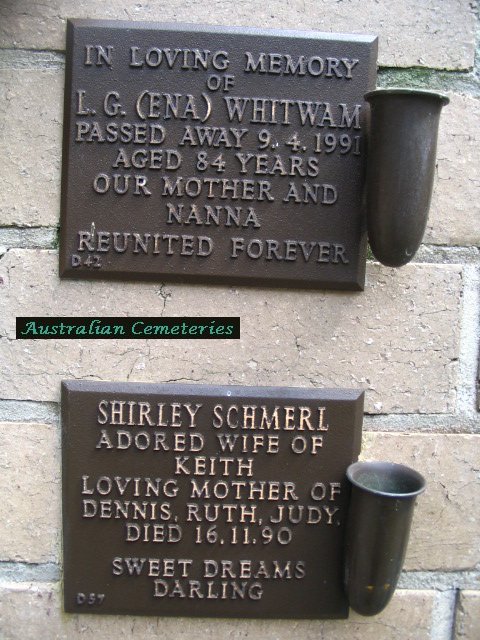 IN LOVING MEMORY
OF
L. G. (ENA) WHITWAM
PASSED AWAY 9. 4. 1991
AGED 84 YEARS
OUR MOTHER AND
NANNA
REUNITED FOREVER
D42
Australian Cemeteries
SHIRLEY SCHMERL
ADORED WIFE OF
KEITH
LOVING MOTHER OF
DENNIS, RUTH, JUDY.
DIED 16.11.90
SWEET DREAMS
DARLING
D57